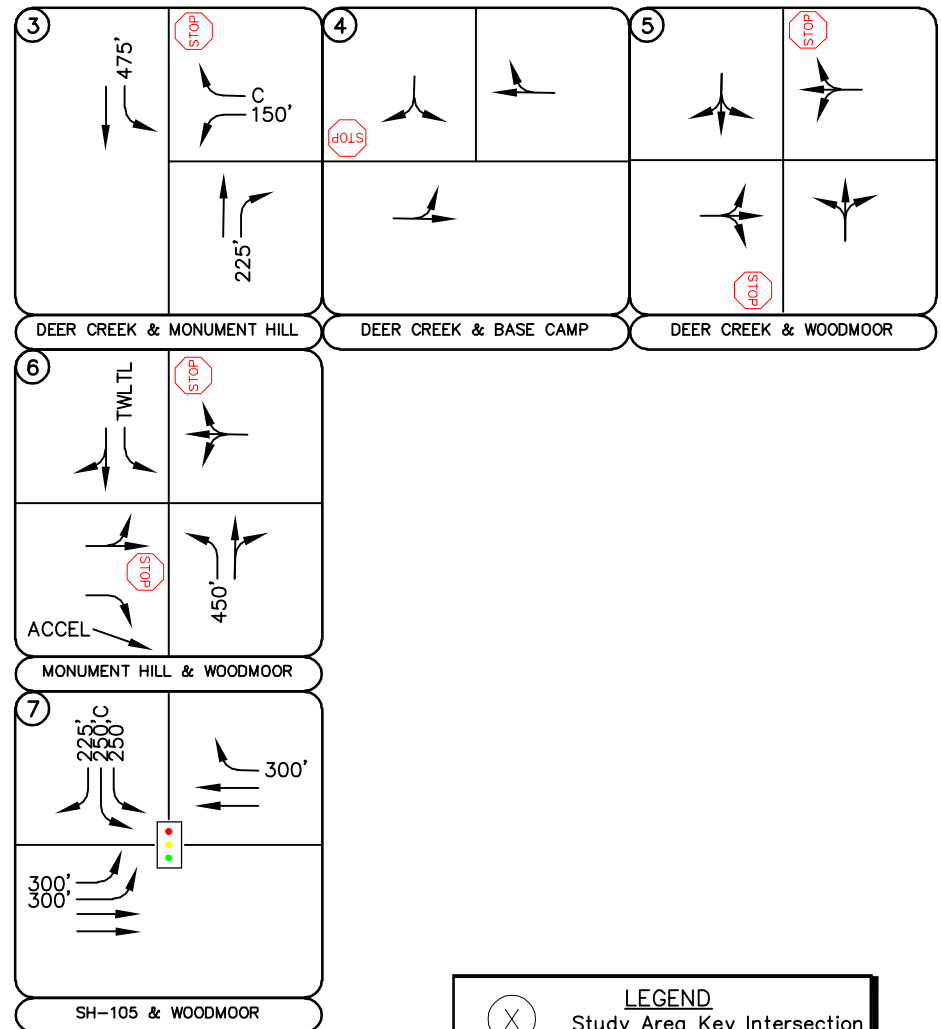 3
475'
STOP
C
150'
225'
DEER CREEK & MONUMENT HILL
4
STOP
DEER CREEK & BASE CAMP
5
STOP
STOP
DEER CREEK & WOODMOOR
6
TWLTL
STOP
STOP
450'
ACCEL
MONUMENT HILL & WOODMOOR
7
225'
250'C
250'
300'
300'
300'
SH-105 & WOODMOOR
LEGEND
X
Study Area Key Intersection